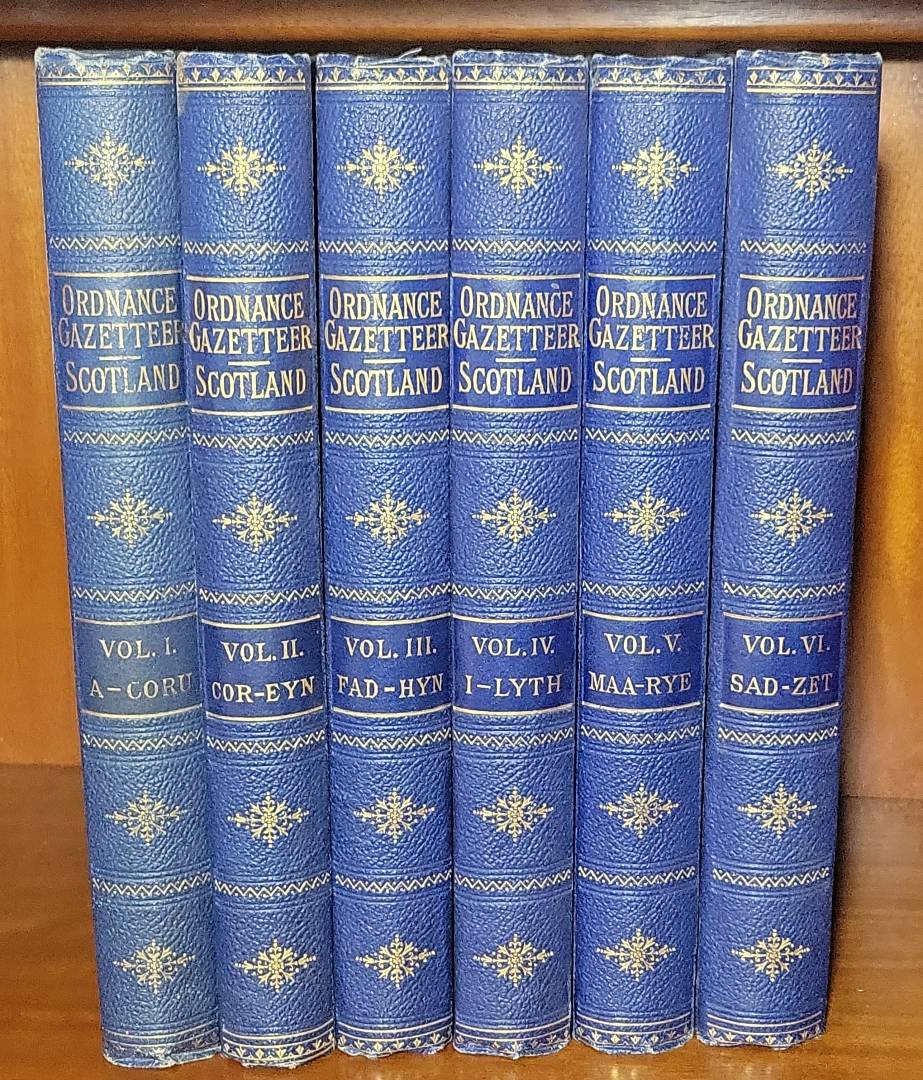 ORDNANCE
GAZETTEER
SCOTLAND
VOL. I.
A-CORU
ORDNANCE
GAZETTEER
SCOTLAND
VOL. II.
COR-EYN
ORDNANCE
GAZETTEER
SCOTLAND
VOL. III.
FAD-HYN
ORDNANCE
GAZETTEER
SCOTLAND
VOL. IV.
I-LYTH
ORDNANCE
GAZETTEER
SCOTLAND
VOL. V.
MAA-RYE
ORDNANCE
GAZETTEER
SCOTLAND
VOL. VI.
SAD-ZET